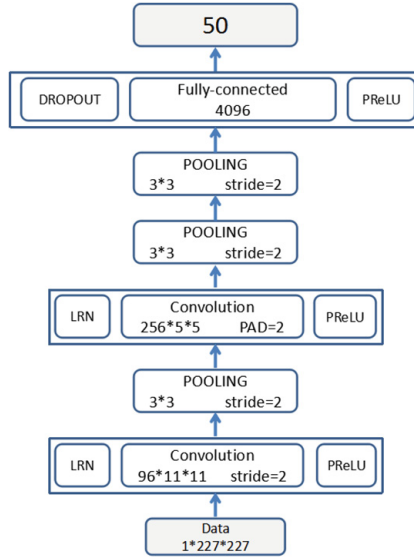 50
DROPOUT
Fully-connected
4096
PReLU
POOLING
3*3 stride=2
POOLING
3*3 stride=2
LRN
Convolution
256*5*5 PAD=2
PReLU
POOLING
3*3 stride=2
LRN
Convolution
96*11*11 stride=2
PReLU
Data
1*227*227